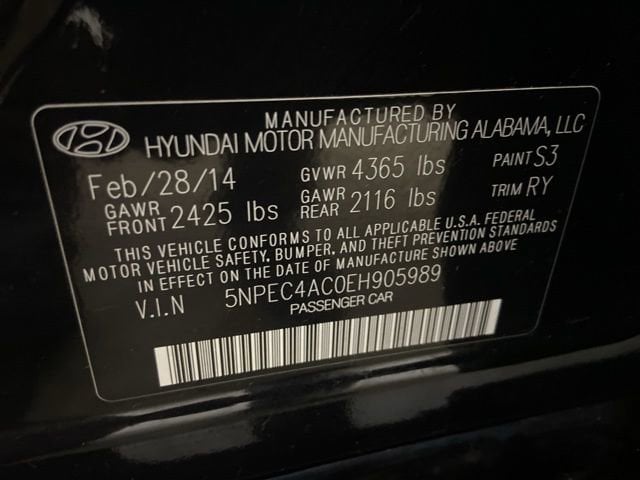 MANUFACTURED BY
HYUNDAI MOTOR MANUFACTURING ALABAMA, LLC
Feb/28/14 GVWR 4365 lbs PAINT S3
GAWR FRONT 2425 lbs GAWR REAR 2116 lbs TRIM RY
THIS VEHICLE CONFORMS TO ALL APPLICABLE U.S.A. FEDERAL
MOTOR VEHICLE SAFETY, BUMPER, AND THEFT PREVENTION STANDARDS
IN EFFECT ON THE DATE OF MANUFACTURE SHOWN ABOVE
V.I.N 5NPEC4AC0EH905989
PASSENGER CAR